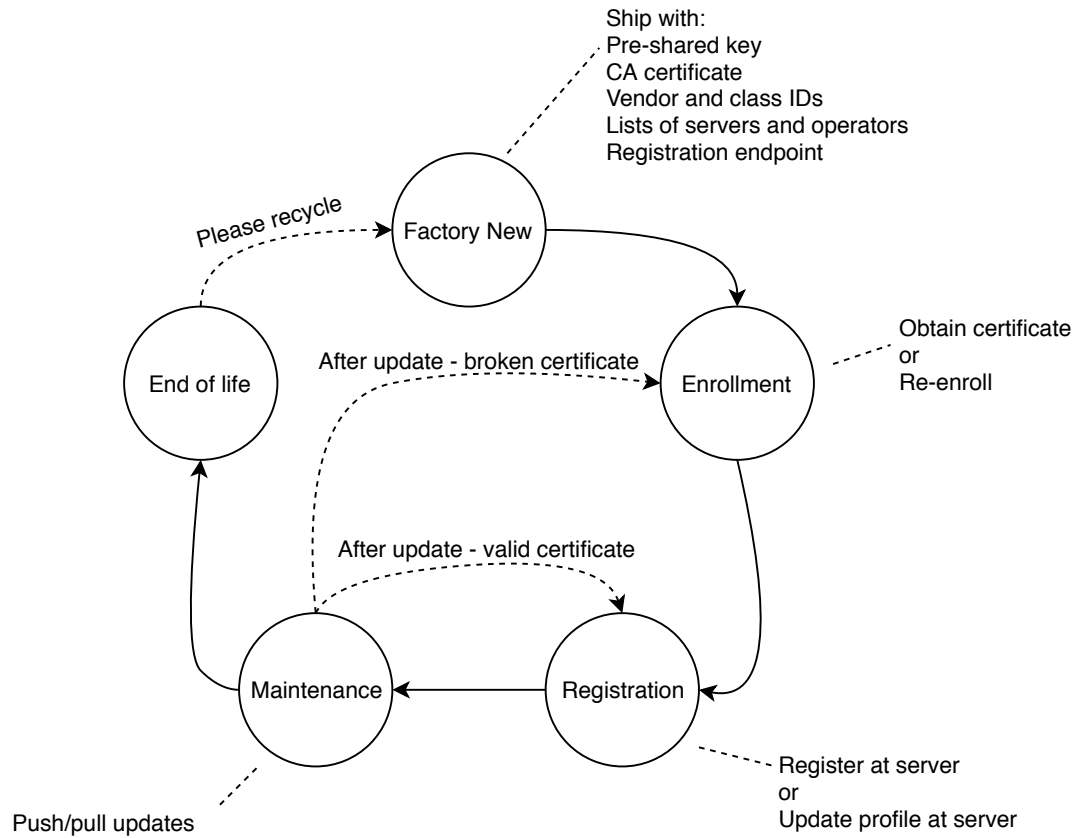 Ship with:
Pre-shared key
CA certificate
Vendor and class IDs
Lists of servers and operators
Registration endpoint
Please recycle
Factory New
After update - broken certificate
End of life
Enrollment
Obtain certificate
or
Re-enroll
After update - valid certificate
Maintenance
Registration
Register at server
or
Update profile at server
Push/pull updates